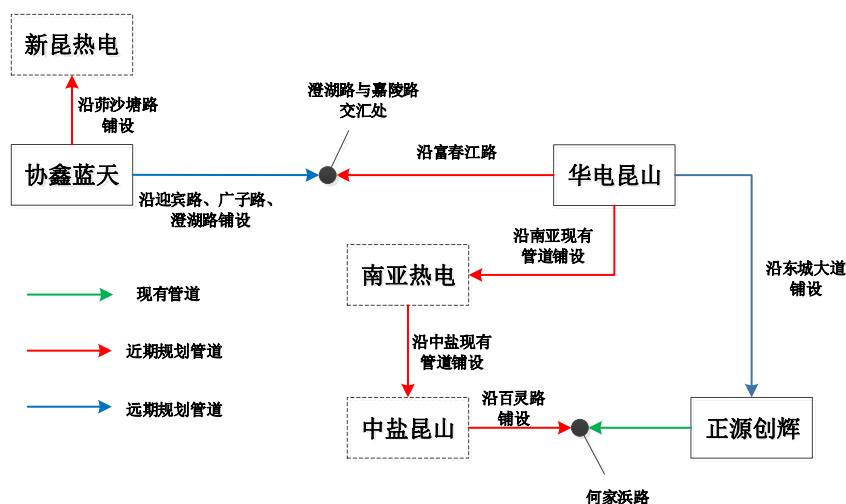 新昆热电
沿茆沙塘路
铺设
澄湖路与嘉陵路
交汇处
沿富春江路
协鑫蓝天
华电昆山
沿迎宾路、广子路、
澄湖路铺设
沿南亚现有
管道铺设
南亚热电
沿东城大道
铺设
现有管道
沿中盐现有
管道铺设
近期规划管道
沿百灵路
铺设
远期规划管道
中盐昆山
正源创辉
何家浜路